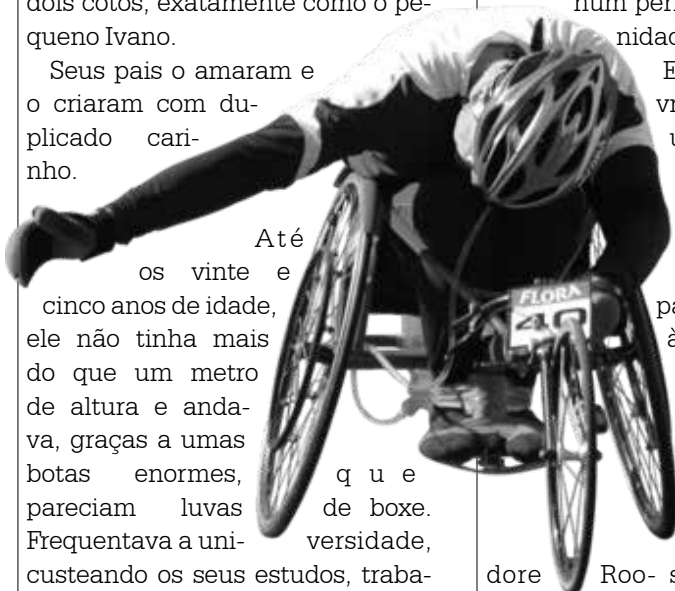 dois cotos, exatamente como o pe-
queno Ivano.
Seus pais o amaram e
o criaram com du-
plicado cari-
nho.
Até
os vinte e
cinco anos de idade,
ele não tinha mais
do que um metro
de altura e anda-
va, graças a umas
botas enormes, que
pareciam luvas de boxe.
Frequentava a uni- versidade,
custeando os seus estudos, traba-
num
nidad
E
FLORA
40
à
dore Roo- s